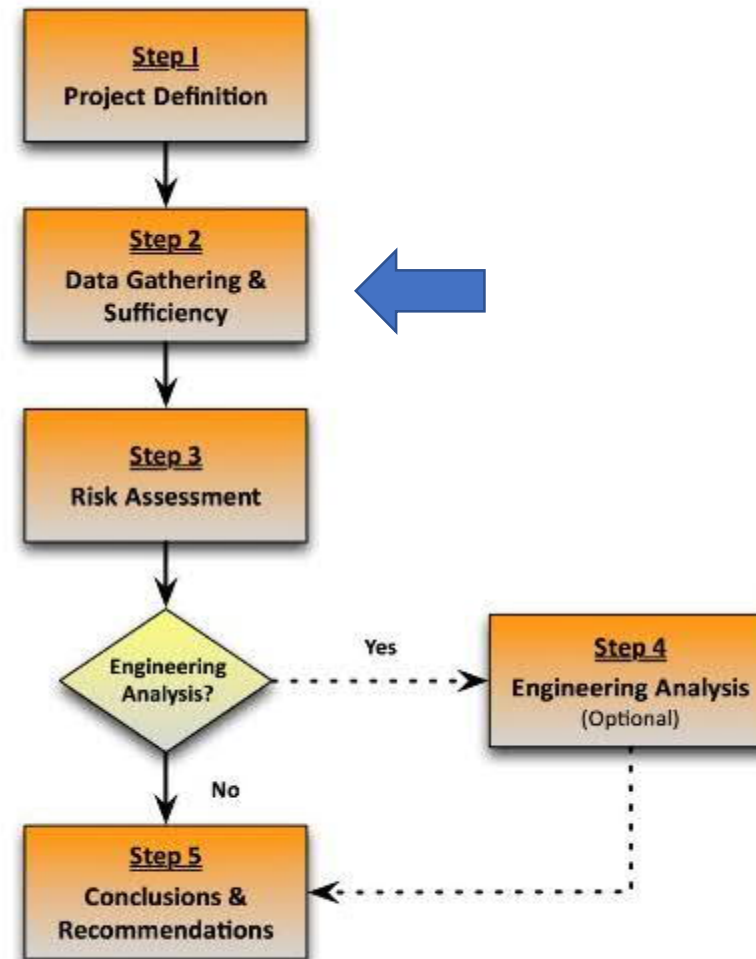 Step I
Project Definition
Step 2
Data Gathering &
Sufficiency
Step 3
Risk Assessment
Engineering
Analysis?
Yes
No
Step 4
Engineering Analysis
(Optional)
Step 5
Conclusions &
Recommendations